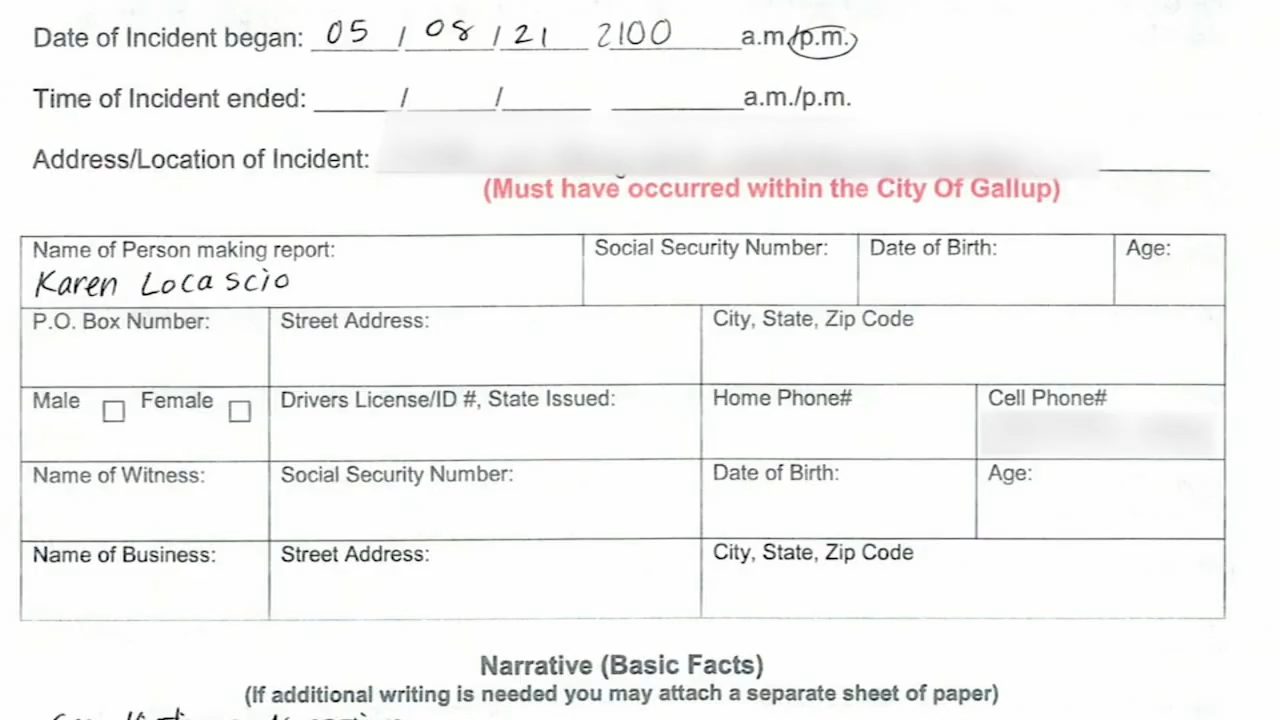 Date of Incident began: 05 / 08 / 21 2100 a.m./p.m.
Time of Incident ended: / / a.m./p.m.
Address/Location of Incident:
(Must have occurred within the City Of Gallup)
Name of Person making report: Social Security Number: Date of Birth: Age:
Karen Locascio
P.O. Box Number: Street Address: City, State, Zip Code
Male Female Drivers License/ID #, State Issued: Home Phone# Cell Phone#
Name of Witness: Social Security Number: Date of Birth: Age:
Name of Business: Street Address: City, State, Zip Code
Narrative (Basic Facts)
(If additional writing is needed you may attach a separate sheet of paper)